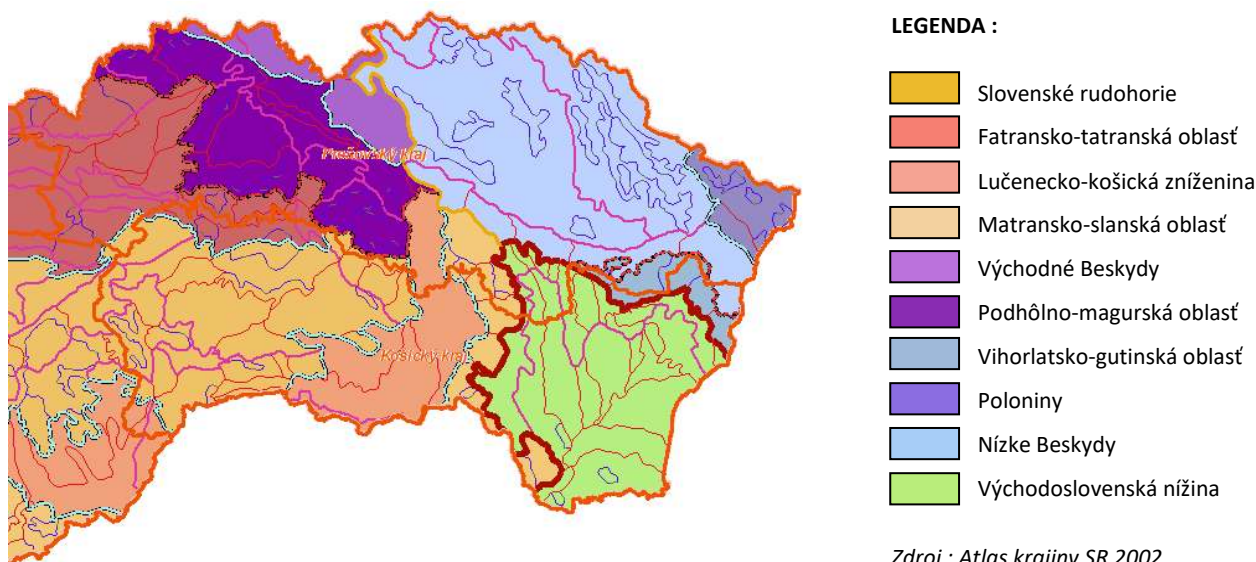 LEGENDA :
Slovenské rudohorie
Fatransko-tatranská oblasť
Lučenecko-košická zníženina
Matransko-slanská oblasť
Východné Beskydy
Podhôlno-magurská oblasť
Vihorlatsko-gutinská oblasť
Poloniny
Nízke Beskydy
Východoslovenská nížina
Zdroj : Atlas krajiny SR 2002
Prešovský kraj
Košický kraj